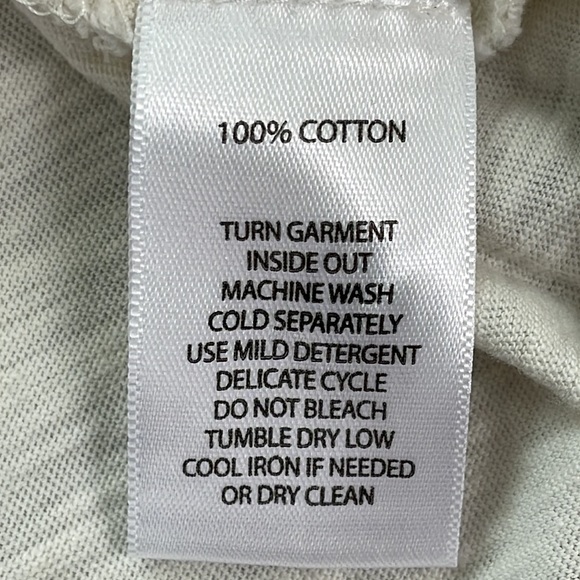 100% COTTON
TURN GARMENT
INSIDE OUT
MACHINE WASH
COLD SEPARATELY
USE MILD DETERGENT
DELICATE CYCLE
DO NOT BLEACH
TUMBLE DRY LOW
COOL IRON IF NEEDED
OR DRY CLEAN